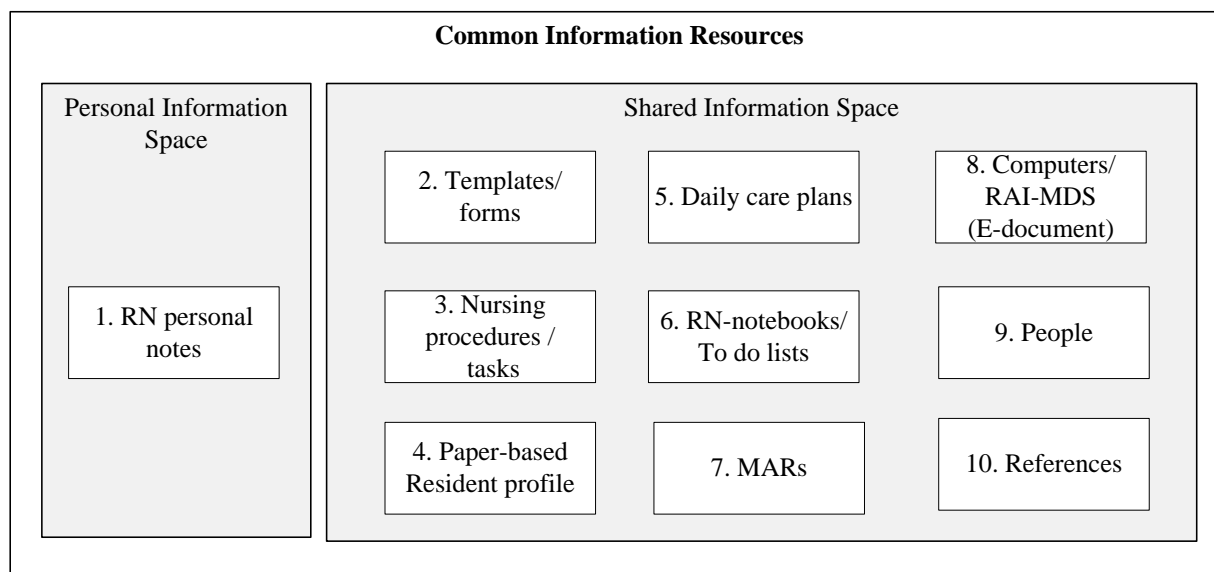 Common Information Resources
Personal Information
Space
1. RN personal
notes
Shared Information Space
2. Templates/
forms
3. Nursing
procedures /
tasks
4. Paper-based
Resident profile
5. Daily care plans
6. RN-notebooks/
To do lists
7. MARs
8. Computers/
RAI-MDS
(E-document)
9. People
10. References